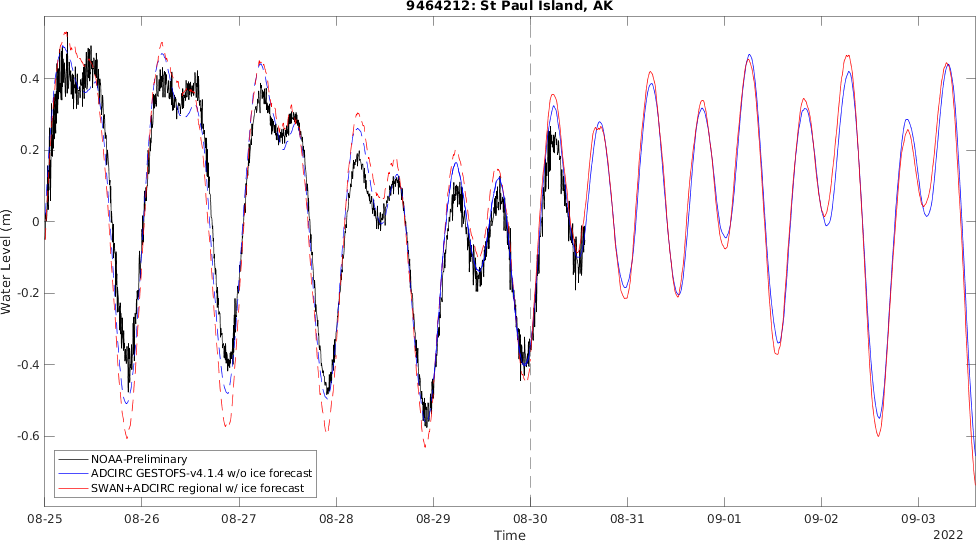 9464212: St Paul Island, AK
Water Level (m)
0.4
0.2
0
-0.2
-0.4
-0.6
NOAA-Preliminary
ADCIRC GESTOFS-v4.1.4 w/o ice forecast
SWAN+ADCIRC regional w/ ice forecast
08-25 08-26 08-27 08-28 08-29 08-30 08-31 09-01 09-02 09-03
Time
2022